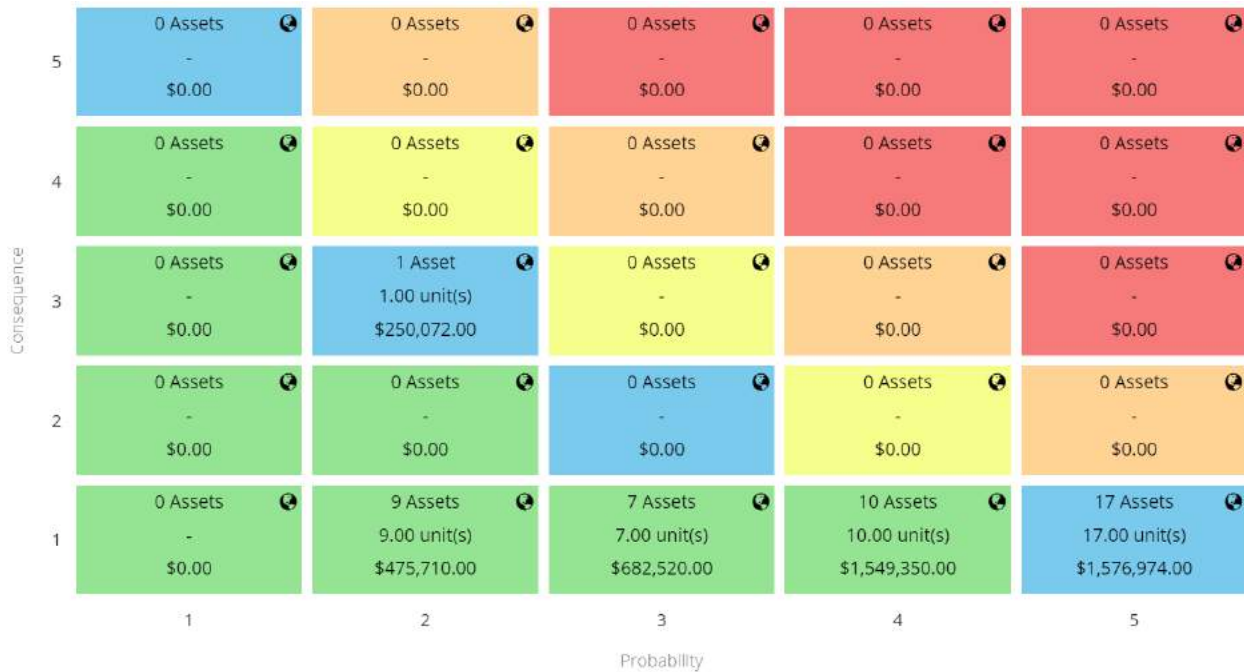 0 Assets
-
$0.00
0 Assets
-
$0.00
0 Assets
-
$0.00
0 Assets
-
$0.00
0 Assets
-
$0.00
5
0 Assets
-
$0.00
0 Assets
-
$0.00
0 Assets
-
$0.00
0 Assets
-
$0.00
0 Assets
-
$0.00
4
0 Assets
-
$0.00
1 Asset
1.00 unit(s)
$250,072.00
0 Assets
-
$0.00
0 Assets
-
$0.00
0 Assets
-
$0.00
3
Consequence
0 Assets
-
$0.00
0 Assets
-
$0.00
0 Assets
-
$0.00
0 Assets
-
$0.00
0 Assets
-
$0.00
2
0 Assets
-
$0.00
9 Assets
9.00 unit(s)
$475,710.00
7 Assets
7.00 unit(s)
$682,520.00
10 Assets
10.00 unit(s)
$1,549,350.00
17 Assets
17.00 unit(s)
$1,576,974.00
1
1 2 3 4 5
Probability